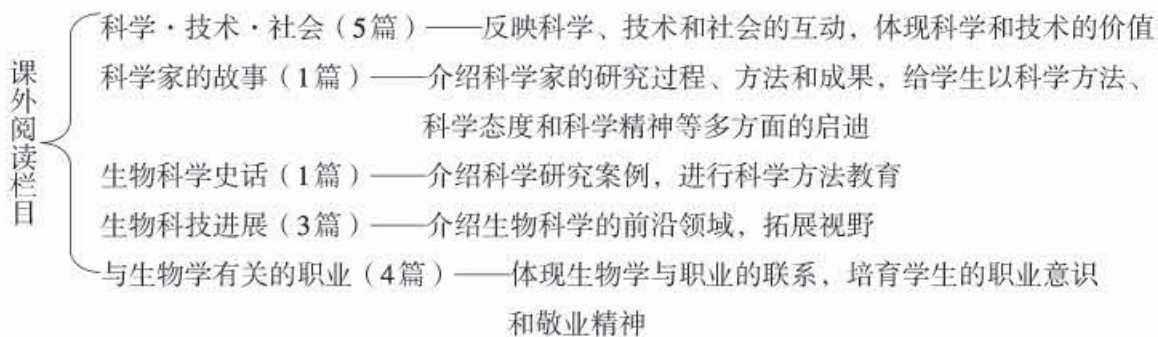 课外阅读栏目
科学·技术·社会（5篇）——反映科学、技术和社会的互动，体现科学和技术的价值
科学家的故事（1篇）——介绍科学家的研究过程、方法和成果，给学生以科学方法、
科学态度和科学精神等多方面的启迪
生物科学史话（1篇）——介绍科学研究案例，进行科学方法教育
生物科技进展（3篇）——介绍生物科学的前沿领域，拓展视野
与生物学有关的职业（4篇）——体现生物学与职业的联系，培育学生的职业意识
和敬业精神